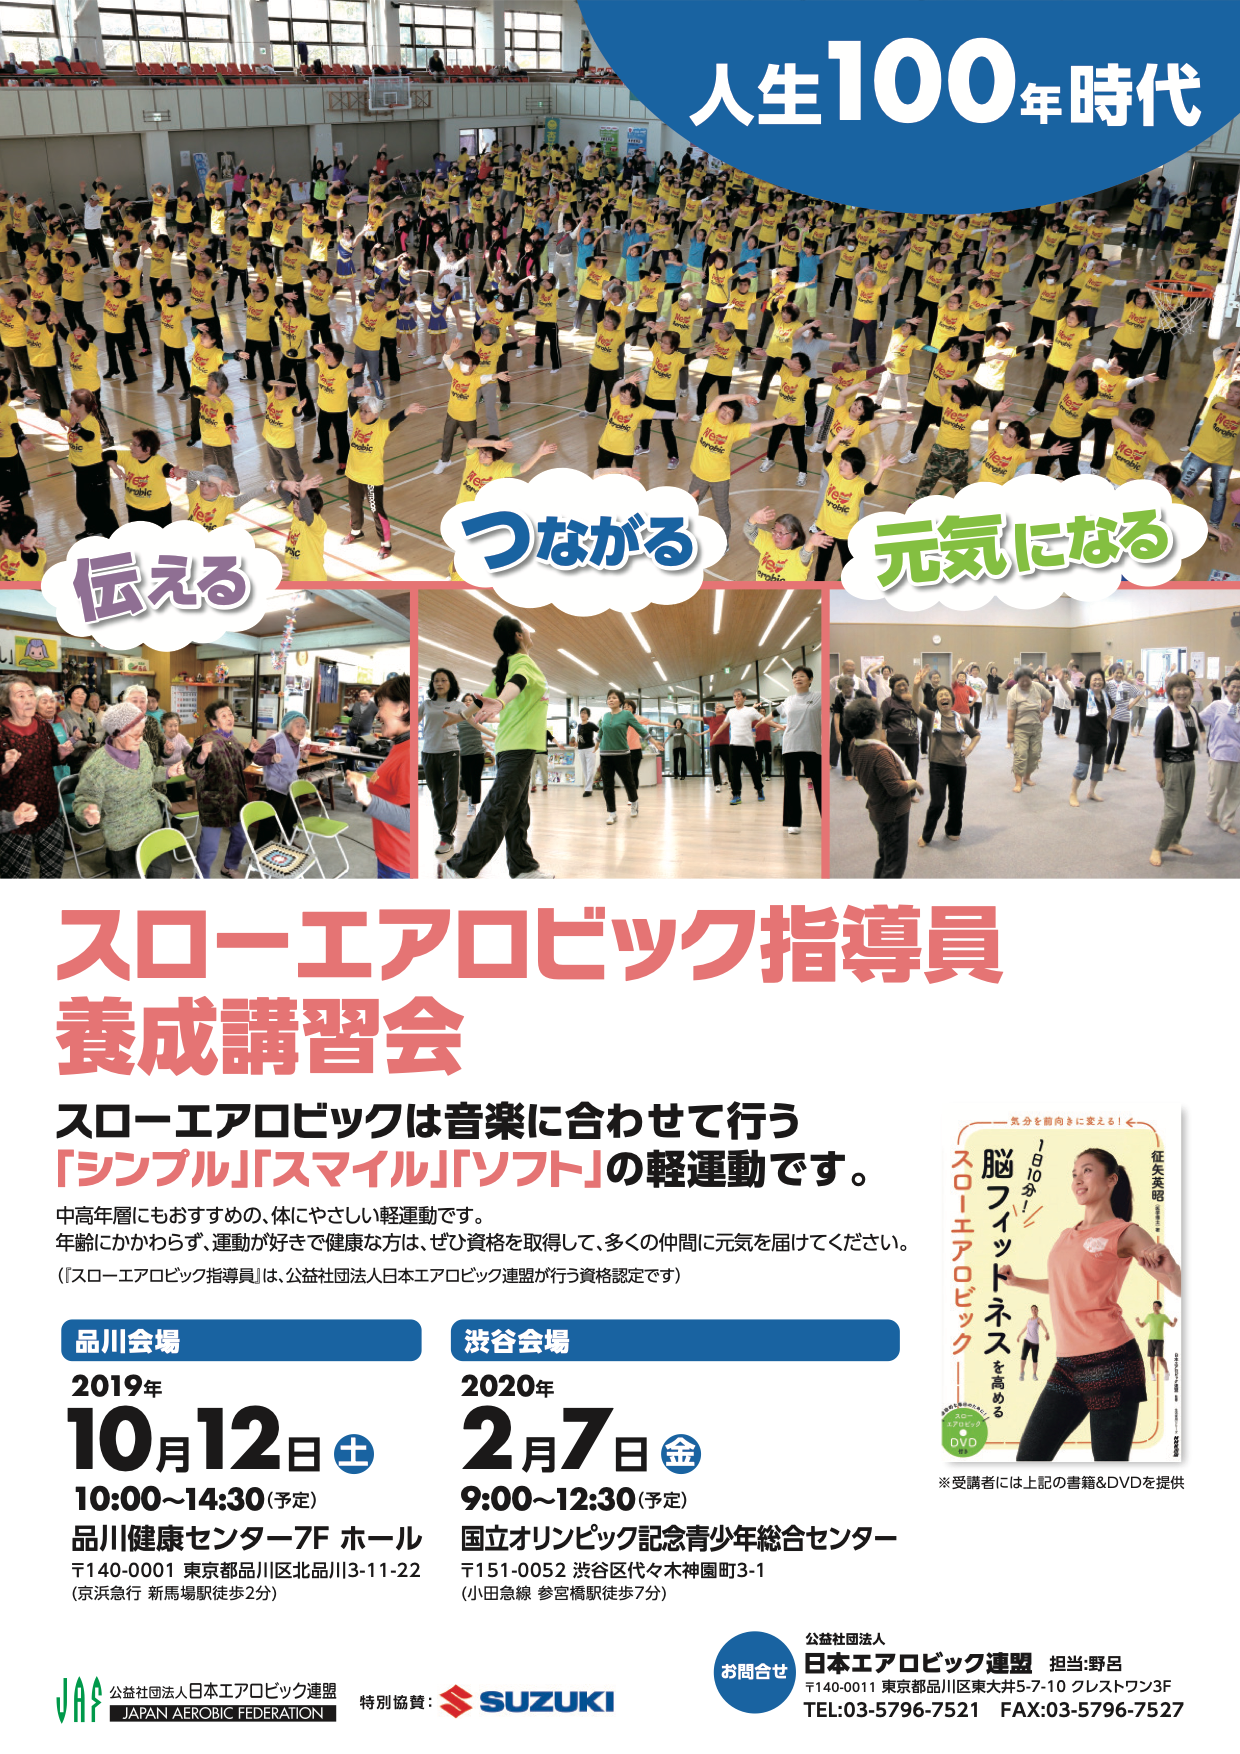 人生100年時代
伝える
つながる
元気になる
スローエアロビック指導員
養成講習会
スローエアロビックは音楽に合わせて行う
「シンプル」「スマイル」「ソフト」の軽運動です。
中高年層にもおすすめの、体にやさしい軽運動です。
年齢にかかわらず、運動が好きで健康な方は、ぜひ資格を取得して、多くの仲間に元気を届けてください。
(『スローエアロビック指導員』は、公益社団法人日本エアロビック連盟が行う資格認定です)
品川会場
2019年
10月12日 土
10:00〜14:30(予定)
品川健康センター7F ホール
〒140-0001 東京都品川区北品川3-11-22
(京浜急行 新馬場駅徒歩2分)
渋谷会場
2020年
2月7日 金
9:00〜12:30(予定)
国立オリンピック記念青少年総合センター
〒151-0052 渋谷区代々木神園町3-1
(小田急線 参宮橋駅徒歩7分)
気分を前向きに変える!
征矢英昭
1日10分!
脳フィットネスを高める
スローエアロビック
スロー
エアロビック
DVD
付き
※受講者には上記の書籍&DVDを提供
お問合せ
公益社団法人
日本エアロビック連盟 担当:野呂
〒140-0011 東京都品川区東大井5-7-10 クレストワン3F
TEL:03-5796-7521 FAX:03-5796-7527
JAF 公益社団法人日本エアロビック連盟
JAPAN AEROBIC FEDERATION
特別協賛: SUZUKI